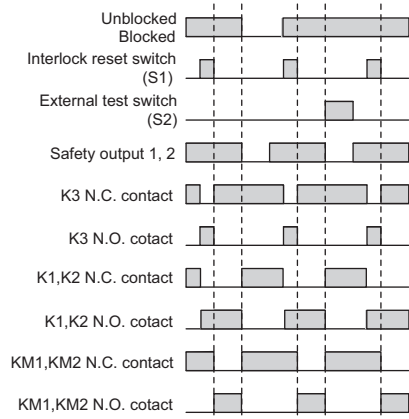 Unblocked
Blocked
Interlock reset switch
(S1)
External test switch
(S2)
Safety output 1, 2
K3 N.C. contact
K3 N.O. cotact
K1,K2 N.C. contact
K1,K2 N.O. cotact
KM1,KM2 N.C. contact
KM1,KM2 N.O. cotact